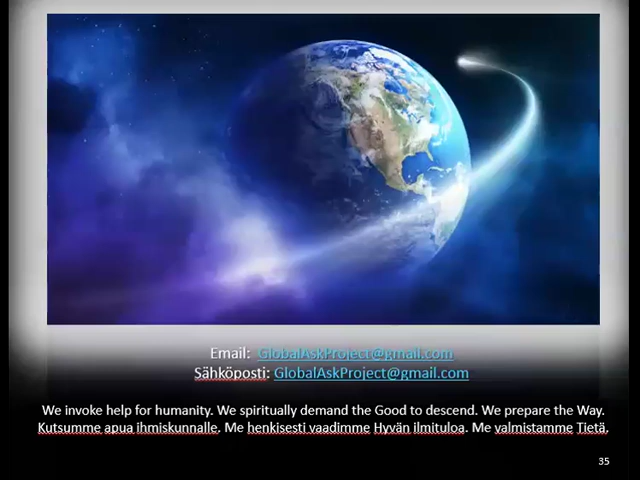 Email: GlobalAskProject@gmail.com
Sähköposti: GlobalAskProject@gmail.com
We invoke help for humanity. We spiritually demand the Good to descend. We prepare the Way.
Kutsumme apua ihmiskunnalle. Me henkisesti vaadimme Hyvän ilmituloa. Me valmistamme Tietä.
35